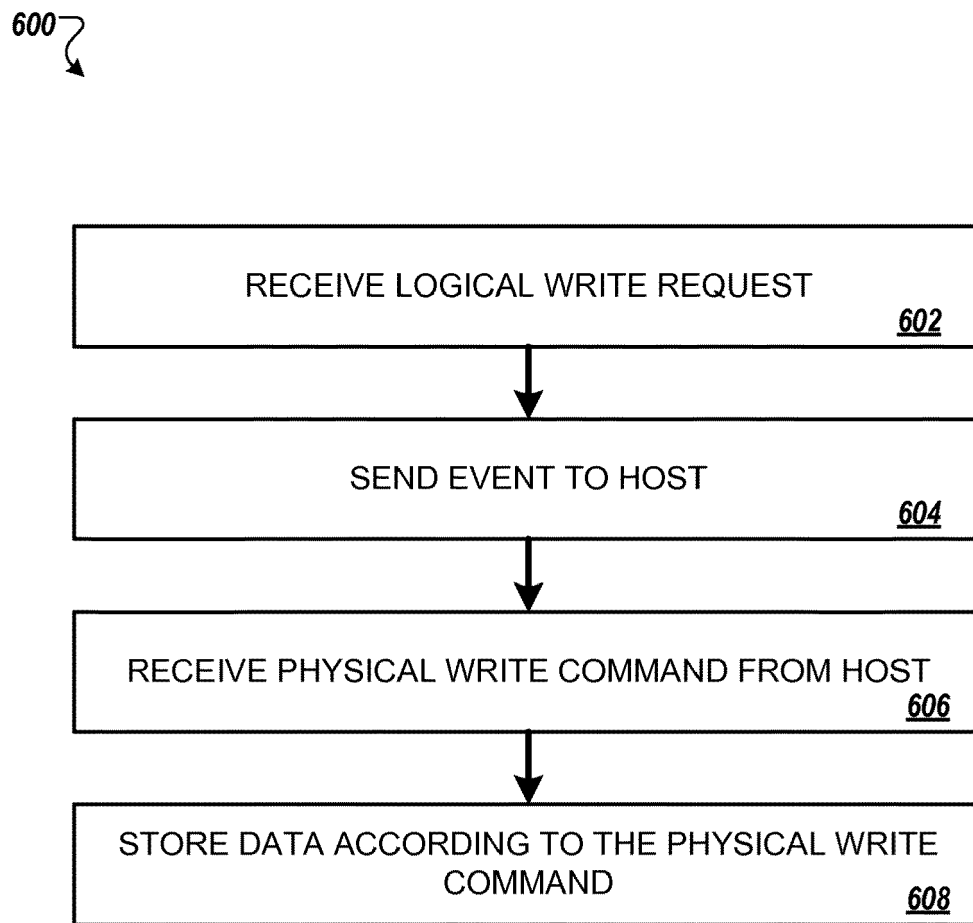 600
RECEIVE LOGICAL WRITE REQUEST
602
SEND EVENT TO HOST
604
RECEIVE PHYSICAL WRITE COMMAND FROM HOST
606
STORE DATA ACCORDING TO THE PHYSICAL WRITE
COMMAND
608